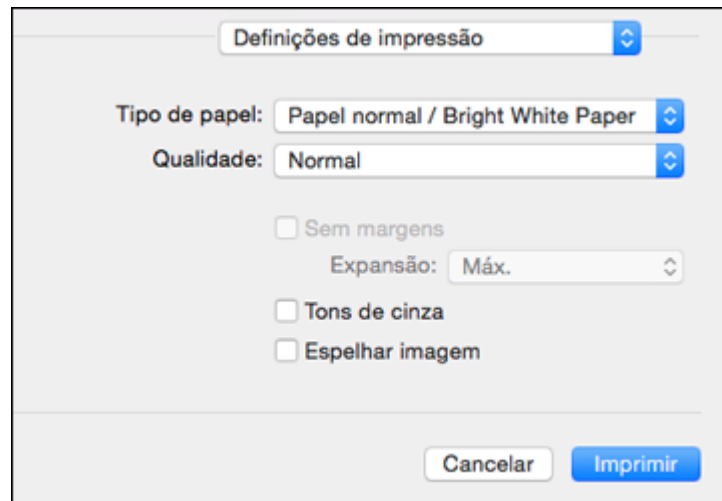 Definições de impressão
Tipo de papel: Papel normal / Bright White Paper
Qualidade: Normal
Sem margens
Expansão: Máx.
Tons de cinza
Espelhar imagem
Cancelar Imprimir